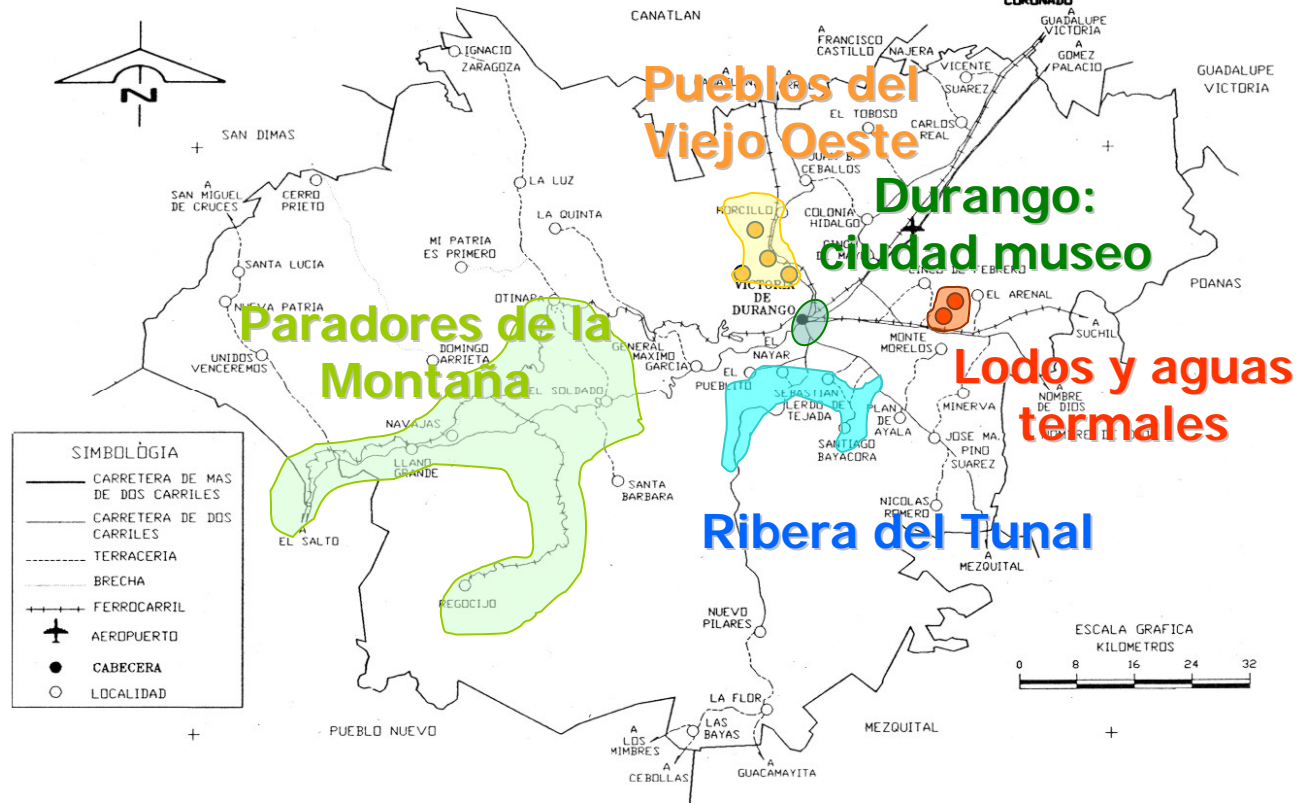 CORONADO
CANATLAN
A
GUADALUPE
VICTORIA
A
FRANCISCO
CASTILLO NAJERA
A
GOMEZ
PALACIO
IGNACIO
ZARAGOZA
VICENTE
SUAREZ
GUADALUPE
VICTORIA
Pueblos del
Viejo Oeste
EL TOBOSO
CARLOS
REAL
SAN DIMAS
N
JUAN B.
CEBALLOS
A
SAN MIGUEL
DE CRUCES
CERRO
PRIETO
LA LUZ
Durango:
ciudad museo
MORCILLO
COLONIA
HIDALGO
LA QUINTA
MI PATRIA
ES PRIMERO
CINCO
DE MAYO
SANTA LUCIA
CINCO DE FEBRERO
POANAS
VICTORIA
DE
DURANGO
EL ARENAL
NUEVA PATRIA
OTINAPA
Paradores de la
Montaña
A
SUCHIL
UNIDOS
VENCEREMOS
DOMINGO
ARRIETA
GENERAL
MAXIMO
GARCIA
EL
NAYAR
MONTE
MORELOS
EL
PUEBLITO
Lodos y aguas
termales
EL SOLDADO
SEBASTIAN
LERDO DE
TEJADA
PLAN
DE
AYALA
MINERVA
A
NOMBRE
DE DIOS
NAVAJAS
SANTIAGO
BAYACORA
JOSE MA.
PINO
SUAREZ
LLANO
GRANDE
SANTA
BARBARA
NICOLAS
ROMERO
A
EL SALTO
Ribera del Tunal
A
MEZQUITAL
REGOCIJO
NUEVO
PILARES
SIMBOLÒGIA
CARRETERA DE MAS
DE DOS CARRILES
CARRETERA DE DOS
CARRILES
TERRACERIA
BRECHA
FERROCARRIL
AEROPUERTO
CABECERA
LOCALIDAD
ESCALA GRAFICA
KILOMETROS
0 8 16 24 32
LA FLOR
LAS
BAYAS
A
LOS
MIMBRES
PUEBLO NUEVO
MEZQUITAL
A
CEBOLLAS
A
GUACAMAYITA